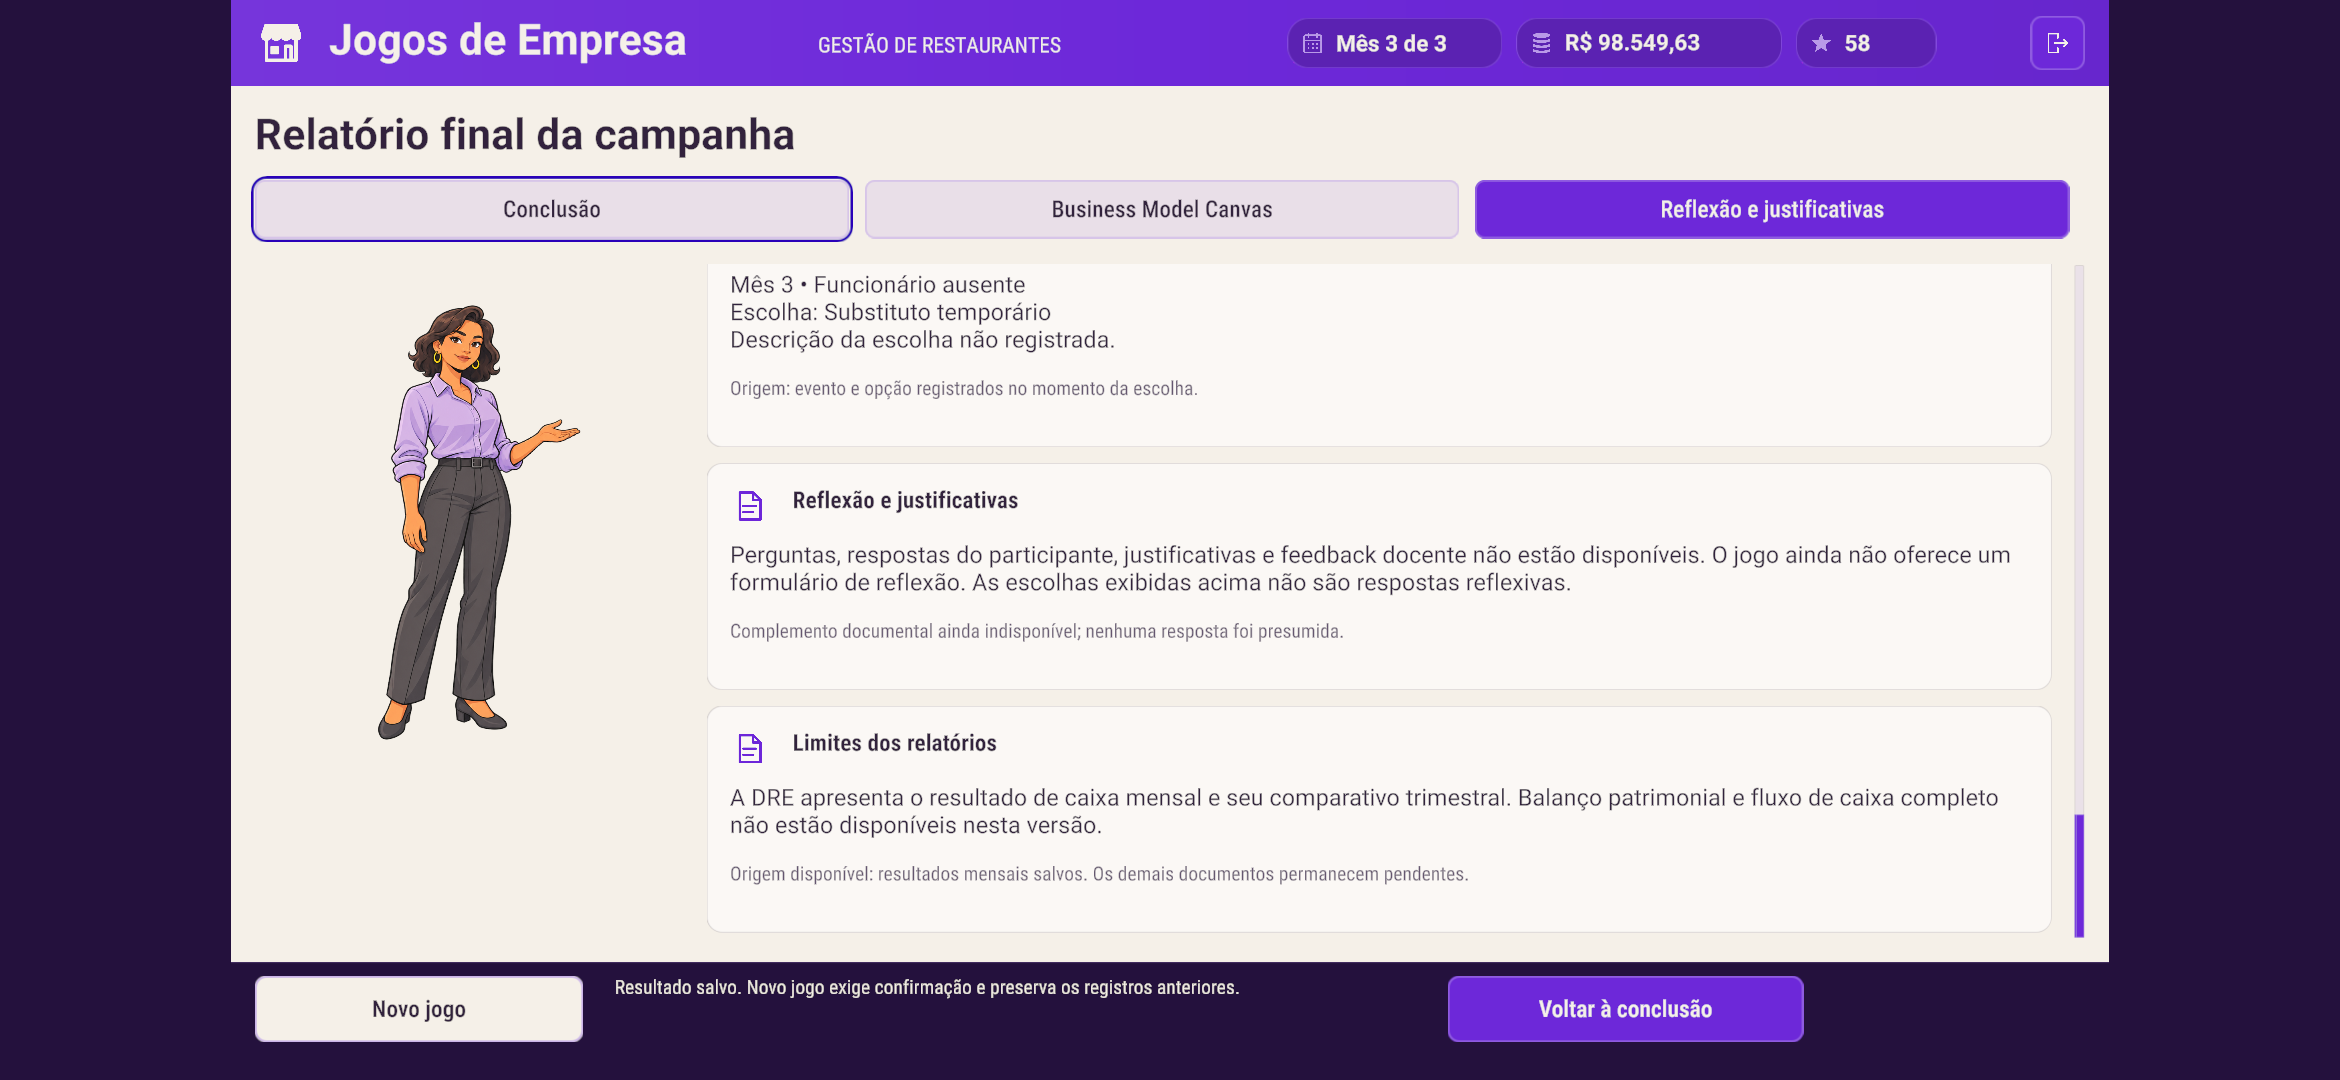 Jogos de Empresa
GESTÃO DE RESTAURANTES
Mês 3 de 3
R$ 98.549,63
58
Relatório final da campanha
Conclusão
Business Model Canvas
Reflexão e justificativas
Mês 3 • Funcionário ausente
Escolha: Substituto temporário
Descrição da escolha não registrada.
Origem: evento e opção registrados no momento da escolha.
Reflexão e justificativas
Perguntas, respostas do participante, justificativas e feedback docente não estão disponíveis. O jogo ainda não oferece um
formulário de reflexão. As escolhas exibidas acima não são respostas reflexivas.
Complemento documental ainda indisponível; nenhuma resposta foi presumida.
Limites dos relatórios
A DRE apresenta o resultado de caixa mensal e seu comparativo trimestral. Balanço patrimonial e fluxo de caixa completo
não estão disponíveis nesta versão.
Origem disponível: resultados mensais salvos. Os demais documentos permanecem pendentes.
Novo jogo
Resultado salvo. Novo jogo exige confirmação e preserva os registros anteriores.
Voltar à conclusão